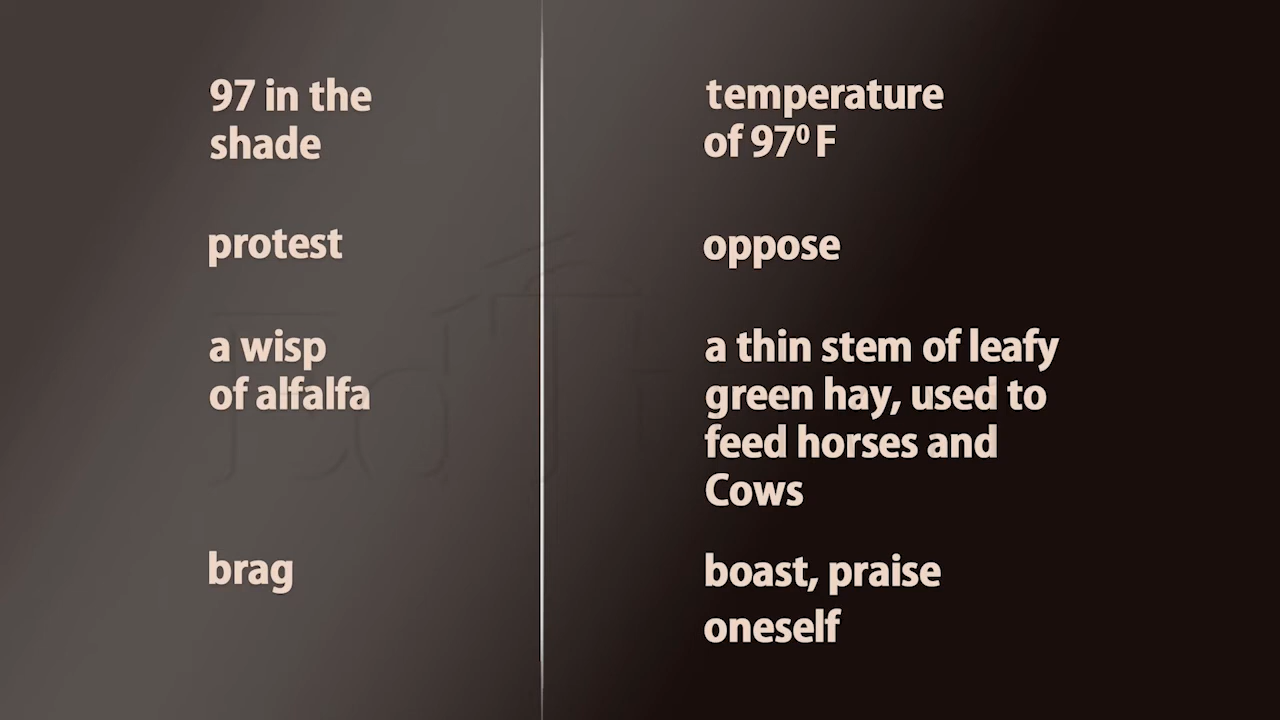 97 in the
shade
temperature
of 97⁰ F
protest
oppose
a wisp
of alfalfa
a thin stem of leafy
green hay, used to
feed horses and
Cows
brag
boast, praise
oneself